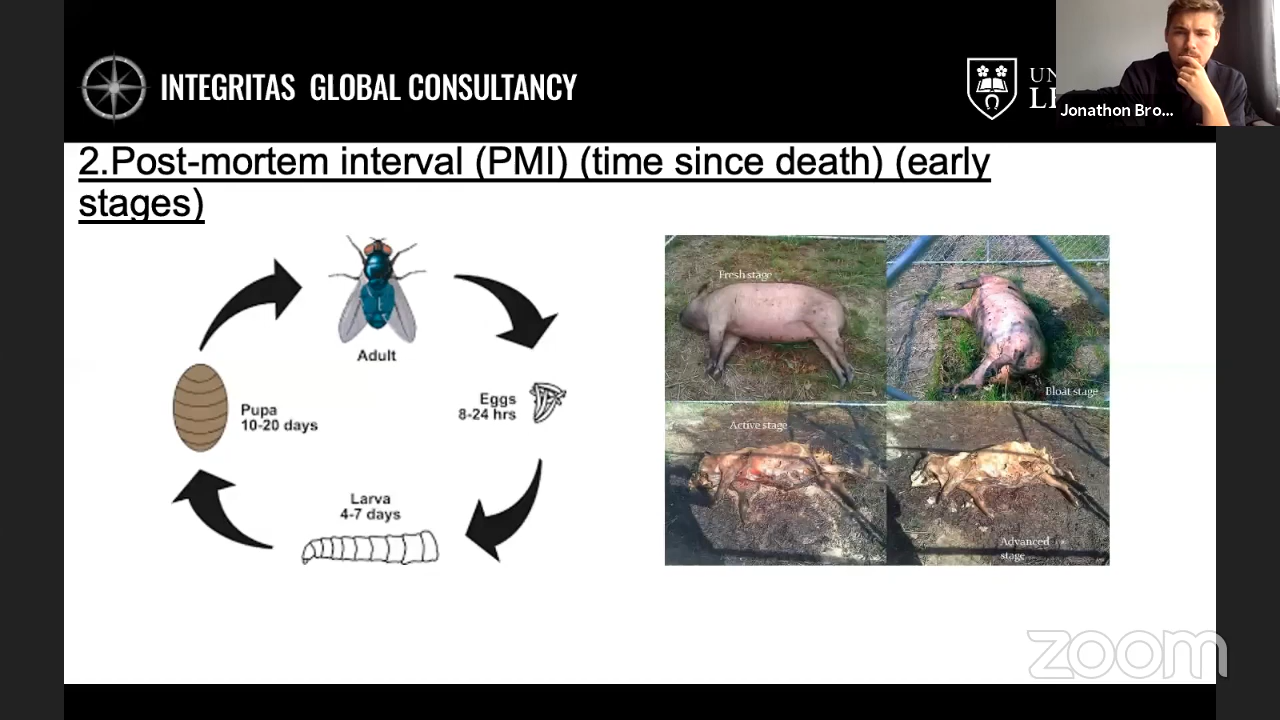 INTEGRITAS GLOBAL CONSULTANCY
Jonathon Bro...
2.Post-mortem interval (PMI) (time since death) (early
stages)
Adult
Eggs
8-24 hrs
Larva
4-7 days
Pupa
10-20 days
Fresh stage
Bloat stage
Active stage
Advanced
stage
zoom